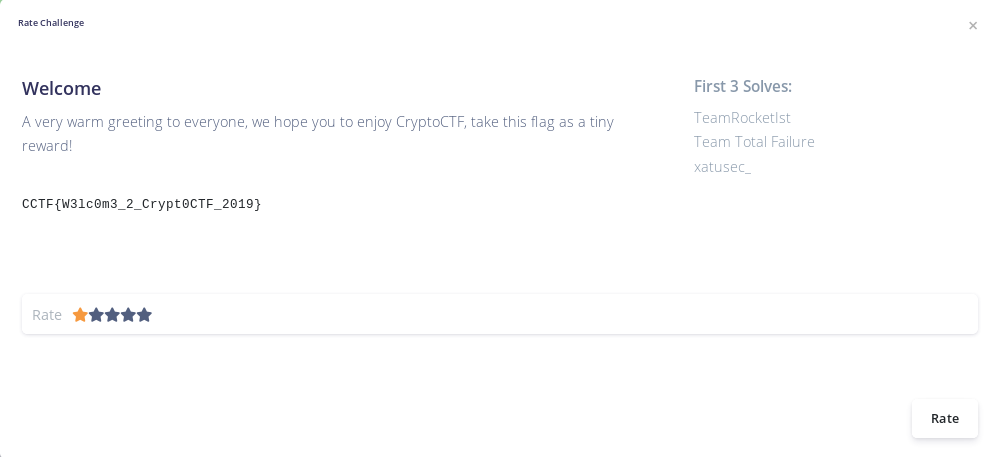 Rate Challenge
×
Welcome
A very warm greeting to everyone, we hope you to enjoy CryptoCTF, take this flag as a tiny
reward!
CCTF{W3lc0m3_2_Crypt0CTF_2019}
First 3 Solves:
TeamRocketIst
Team Total Failure
xatusec_
Rate
Rate